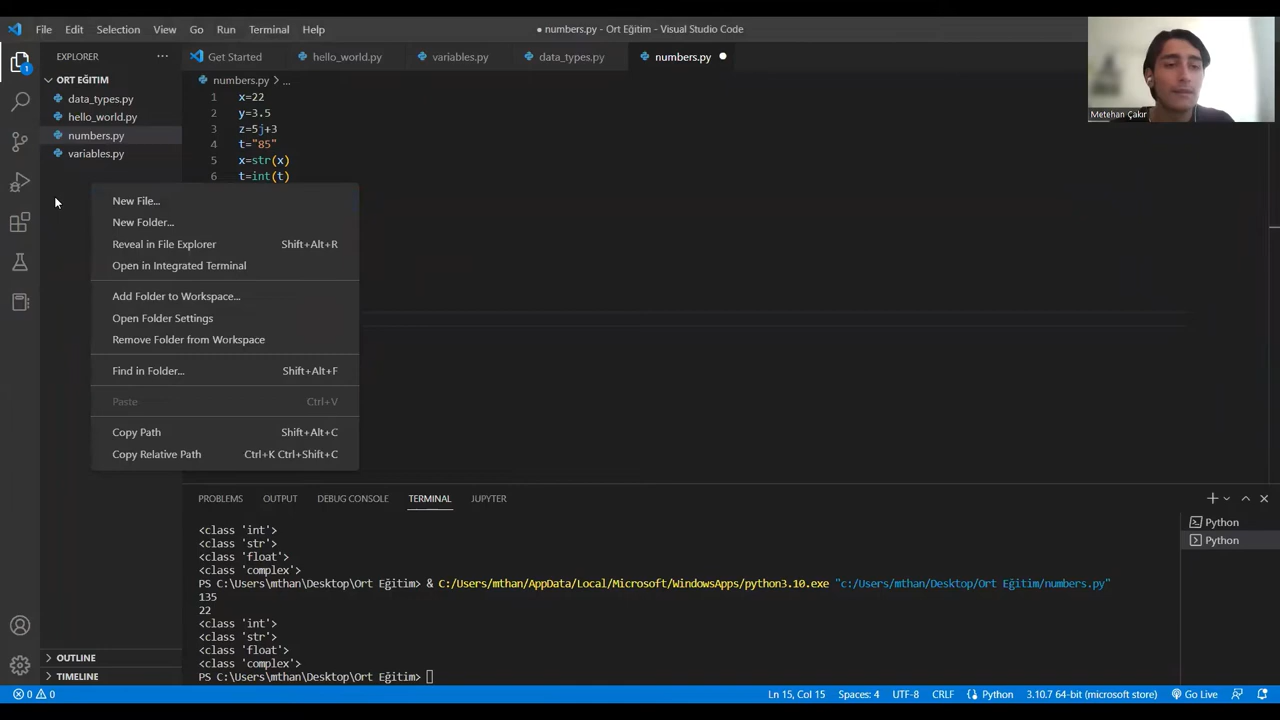 File Edit Selection View Go Run Terminal Help
● numbers.py - Ort Eğitim - Visual Studio Code
EXPLORER
Get Started
hello_world.py
variables.py
data_types.py
numbers.py
ORT EĞİTİM
data_types.py
hello_world.py
numbers.py
variables.py
1
numbers.py > ...
1 x=22
2 y=3.5
3 z=5j+3
4 t="85"
5 x=str(x)
6 t=int(t)
Metehan Çakır
New File...
New Folder...
Reveal in File Explorer Shift+Alt+R
Open in Integrated Terminal
Add Folder to Workspace...
Open Folder Settings
Remove Folder from Workspace
Find in Folder... Shift+Alt+F
Paste Ctrl+V
Copy Path Shift+Alt+C
Copy Relative Path Ctrl+K Ctrl+Shift+C
PROBLEMS OUTPUT DEBUG CONSOLE TERMINAL JUPYTER
<class 'int'>
<class 'str'>
<class 'float'>
<class 'complex'>
PS C:\Users\mthan\Desktop\Ort Eğitim> & C:/Users/mthan/AppData/Local/Microsoft/WindowsApps/python3.10.exe "c:/Users/mthan/Desktop/Ort Eğitim/numbers.py"
135
22
<class 'int'>
<class 'str'>
<class 'float'>
<class 'complex'>
PS C:\Users\mthan\Desktop\Ort Eğitim>
Python
Python
OUTLINE
TIMELINE
0 0
Ln 15, Col 15 Spaces: 4 UTF-8 CRLF Python 3.10.7 64-bit (microsoft store) Go Live